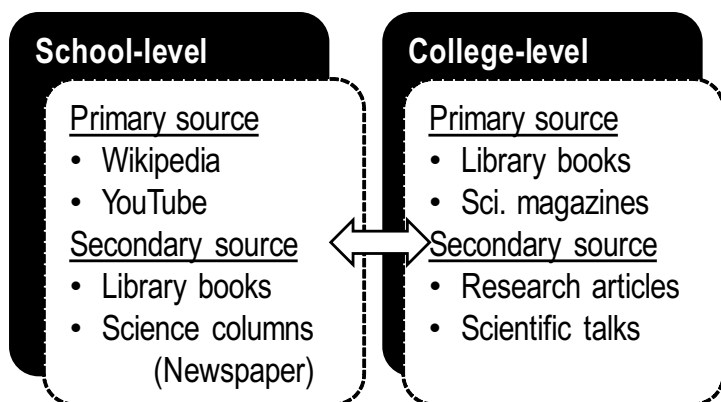 School-level
Primary source
• Wikipedia
• YouTube
Secondary source
• Library books
• Science columns
(Newspaper)
College-level
Primary source
• Library books
• Sci. magazines
Secondary source
• Research articles
• Scientific talks